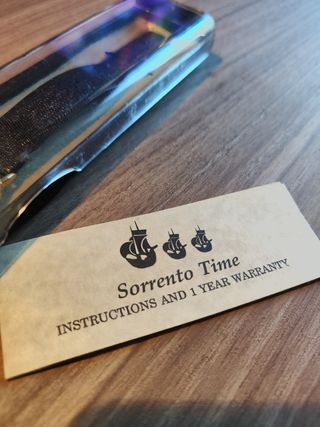 Sorrento Time
INSTRUCTIONS AND 1 YEAR WARRANTY